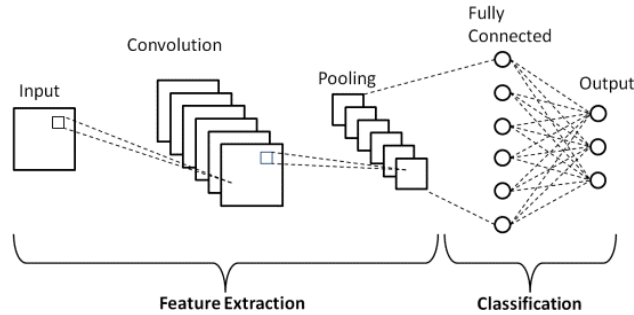 Fully
Connected
Convolution
Pooling
Output
Input
Feature Extraction
Classification